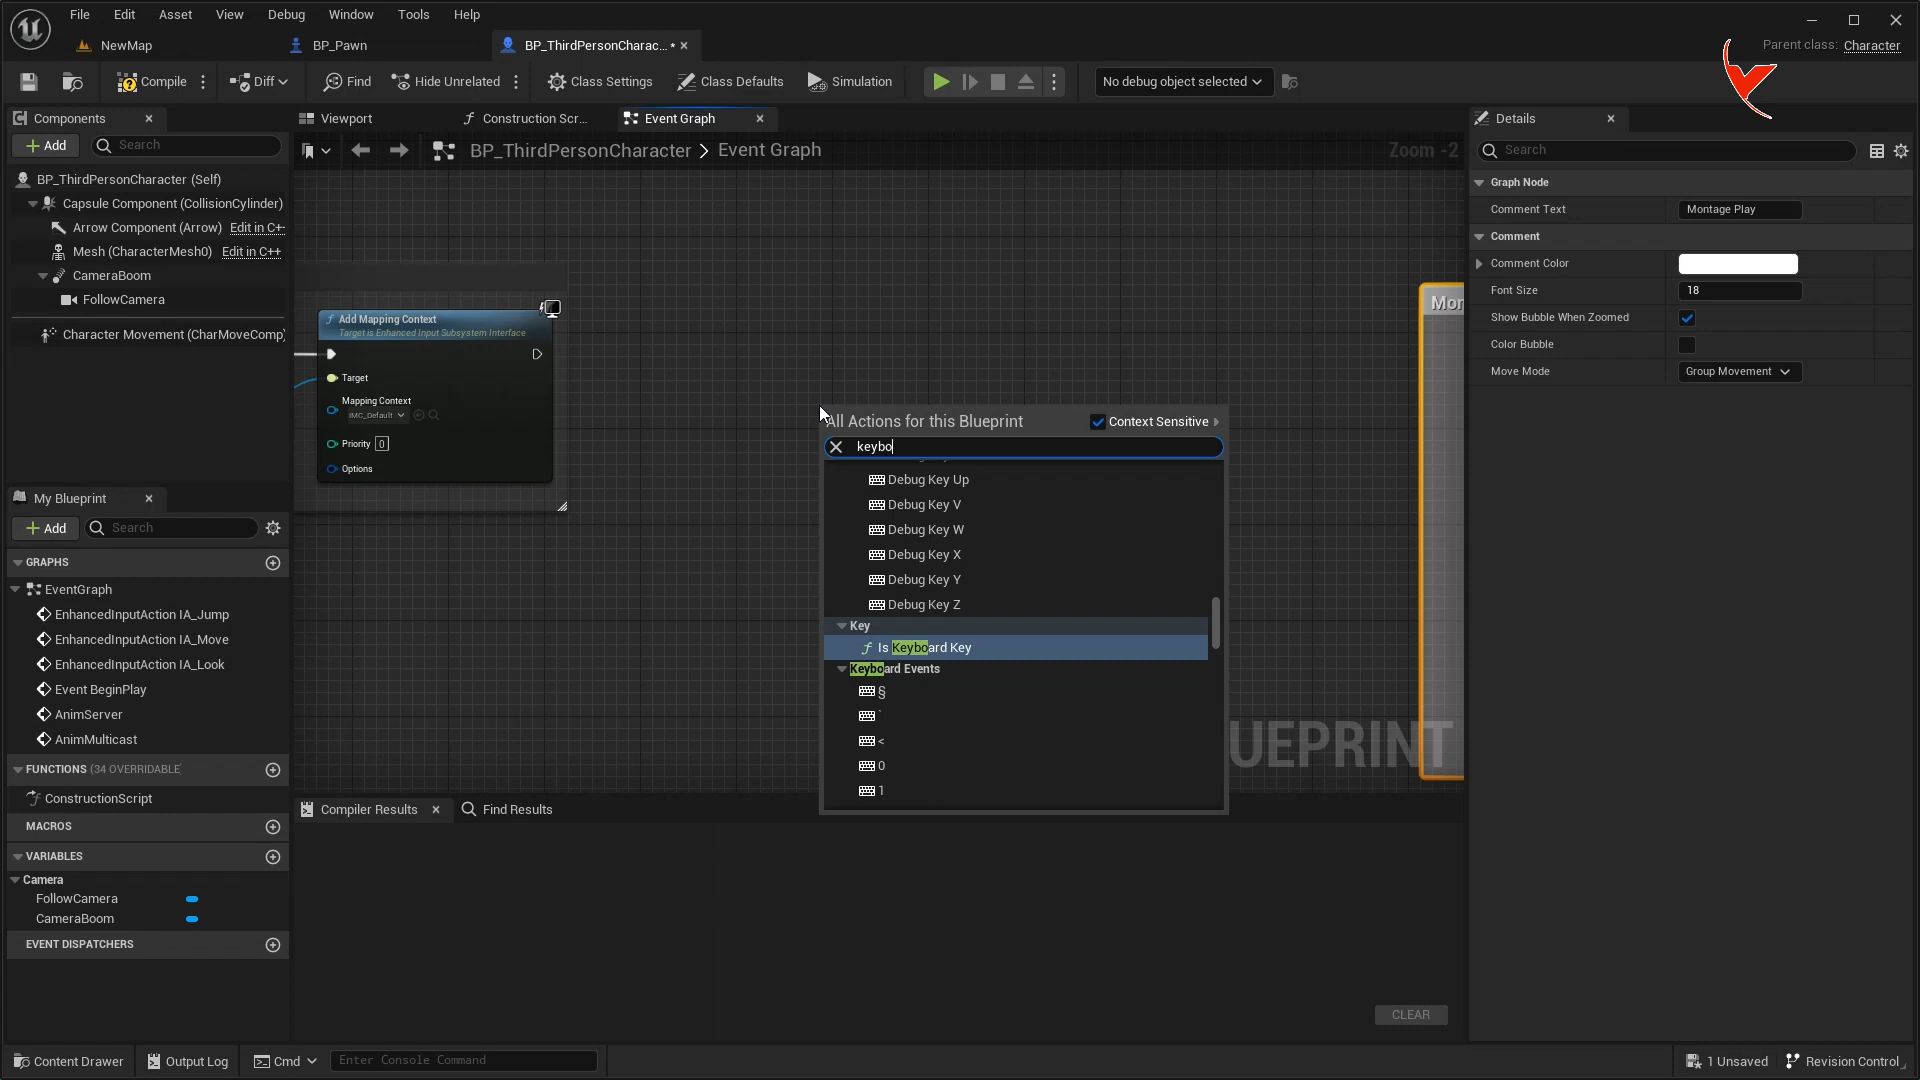 File Edit Asset View Debug Window Tools Help
NewMap BP_Pawn BP_ThirdPersonCharac... *
Parent class: Character
Compile Diff Find Hide Unrelated Class Settings Class Defaults Simulation No debug object selected
Components
Add Search
BP_ThirdPersonCharacter (Self)
Capsule Component (CollisionCylinder)
Arrow Component (Arrow) Edit in C++
Mesh (CharacterMesh0) Edit in C++
CameraBoom
FollowCamera
Character Movement (CharMoveComp)
My Blueprint
Add Search
GRAPHS
EventGraph
EnhancedInputAction IA_Jump
EnhancedInputAction IA_Move
EnhancedInputAction IA_Look
Event BeginPlay
AnimServer
AnimMulticast
FUNCTIONS (34 OVERRIDABLE
ConstructionScript
MACROS
VARIABLES
Camera
FollowCamera
CameraBoom
EVENT DISPATCHERS
Viewport Construction Scr... Event Graph
BP_ThirdPersonCharacter > Event Graph
Zoom -2
Add Mapping Context
Target is Enhanced Input Subsystem Interface
Target
Mapping Context
IMC_Default
Priority 0
Options
Mon
All Actions for this Blueprint Context Sensitive
keybo
Debug Key Up
Debug Key V
Debug Key W
Debug Key X
Debug Key Y
Debug Key Z
Key
Is Keyboard Key
Keyboard Events
§
`
<
0
1
UEPRINT
Compiler Results Find Results
CLEAR
Details
Search
Graph Node
Comment Text Montage Play
Comment
Comment Color
Font Size 18
Show Bubble When Zoomed
Color Bubble
Move Mode Group Movement
Content Drawer Output Log Cmd Enter Console Command
1 Unsaved Revision Control